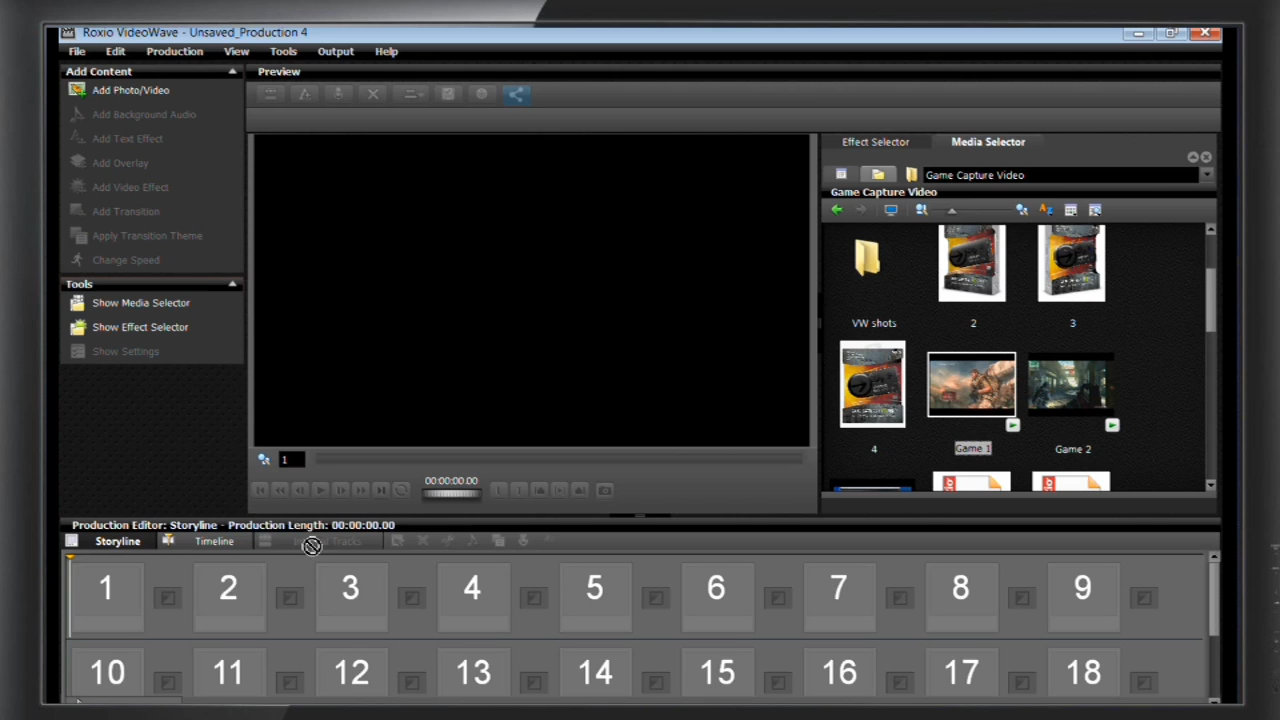 Roxio VideoWave - Unsaved_Production 4
File Edit Production View Tools Output Help
Add Content
Add Photo/Video
Add Background Audio
Add Text Effect
Add Overlay
Add Video Effect
Add Transition
Apply Transition Theme
Change Speed
Tools
Show Media Selector
Show Effect Selector
Show Settings
Preview
1
00:00:00.00
Effect Selector Media Selector
Game Capture Video
Game Capture Video
VW shots 2 3
4 Game 1 Game 2
Production Editor: Storyline - Production Length: 00:00:00.00
Storyline Timeline Tracks
1 2 3 4 5 6 7 8 9
10 11 12 13 14 15 16 17 18